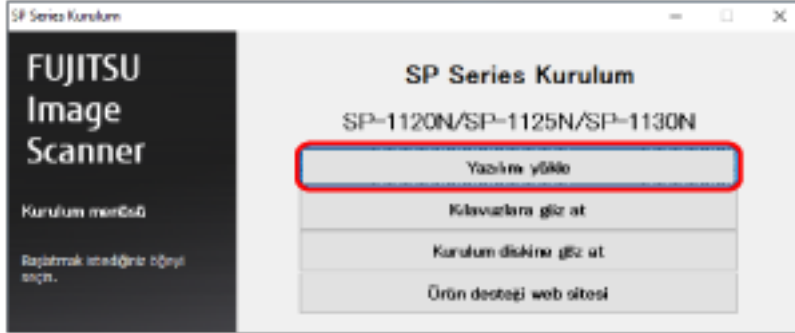 SP Series Kurulum
FUJITSU
Image
Scanner
Kurulum menüsü
Başlatmak istediğiniz öğeyi
seçin.
SP Series Kurulum
SP-1120N/SP-1125N/SP-1130N
Yazılımı yükle
Kılavuzlara göz at
Kurulum diskine göz at
Ürün desteği web sitesi